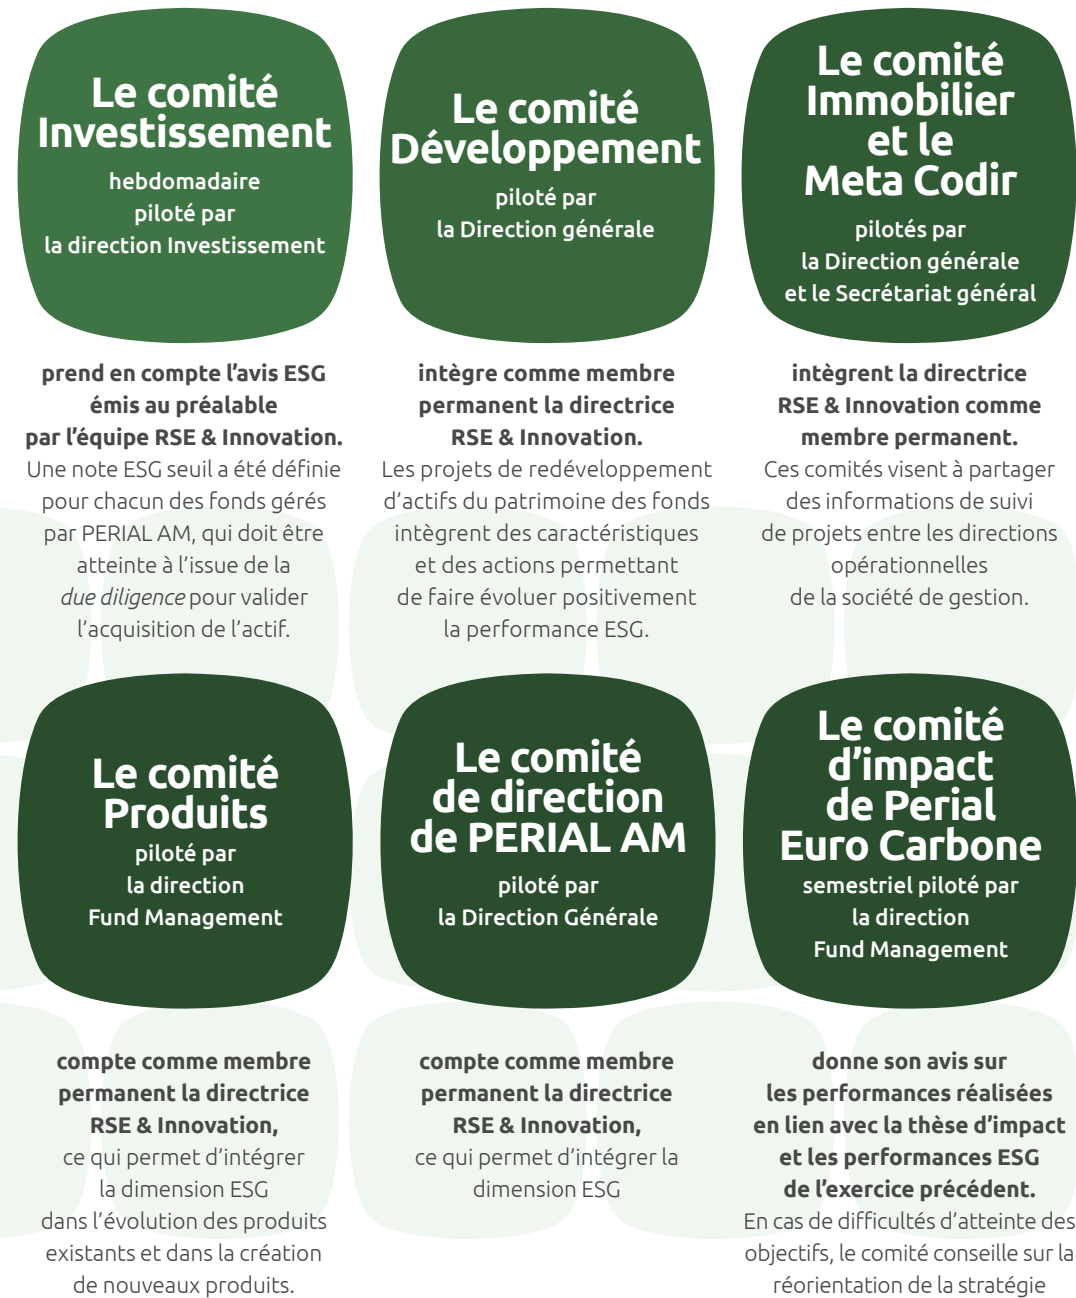 Le comité
Investissement
hebdomadaire
piloté par
la direction Investissement
prend en compte l’avis ESG
émis au préalable
par l’équipe RSE & Innovation.
Une note ESG seuil a été définie
pour chacun des fonds gérés
par PERIAL AM, qui doit être
atteinte à l’issue de la
due diligence pour valider
l’acquisition de l’actif.
Le comité
Développement
piloté par
la Direction générale
intègre comme membre
permanent la directrice
RSE & Innovation.
Les projets de redéveloppement
d’actifs du patrimoine des fonds
intègrent des caractéristiques
et des actions permettant
de faire évoluer positivement
la performance ESG.
Le comité
Immobilier
et le
Meta Codir
pilotés par
la Direction générale
et le Secrétariat général
intègrent la directrice
RSE & Innovation comme
membre permanent.
Ces comités visent à partager
des informations de suivi
de projets entre les directions
opérationnelles
de la société de gestion.
Le comité
Produits
piloté par
la direction
Fund Management
compte comme membre
permanent la directrice
RSE & Innovation,
ce qui permet d’intégrer
la dimension ESG
dans l’évolution des produits
existants et dans la création
de nouveaux produits.
Le comité
de direction
de PERIAL AM
piloté par
la Direction Générale
compte comme membre
permanent la directrice
RSE & Innovation,
ce qui permet d’intégrer la
dimension ESG
Le comité
d’impact
de Perial
Euro Carbone
semestriel piloté par
la direction
Fund Management
donne son avis sur
les performances réalisées
en lien avec la thèse d’impact
et les performances ESG
de l’exercice précédent.
En cas de difficultés d’atteinte des
objectifs, le comité conseille sur la
réorientation de la stratégie